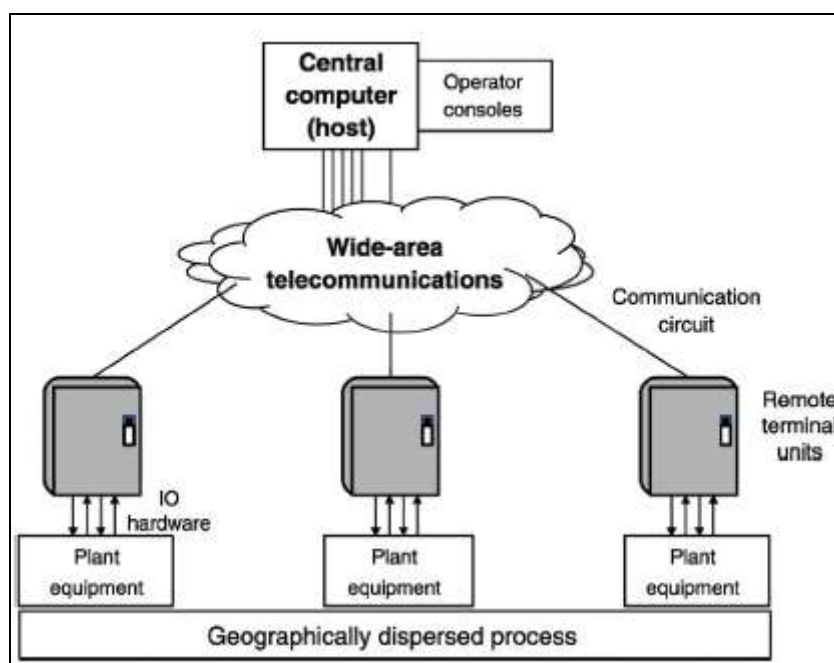 Central
computer
(host)
Operator
consoles
Wide-area
telecommunications
Communication
circuit
Remote
terminal
units
IO
hardware
Plant
equipment
Plant
equipment
Plant
equipment
Geographically dispersed process